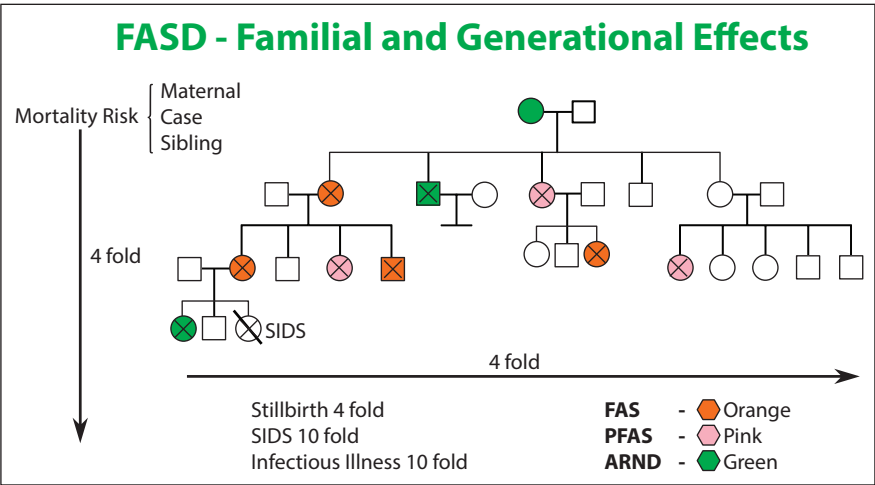 FASD - Familial and Generational Effects
Mortality Risk
Maternal
Case
Sibling
4 fold
SIDS
4 fold
Stillbirth 4 fold
SIDS 10 fold
Infectious Illness 10 fold
FAS - Orange
PFAS - Pink
ARND - Green